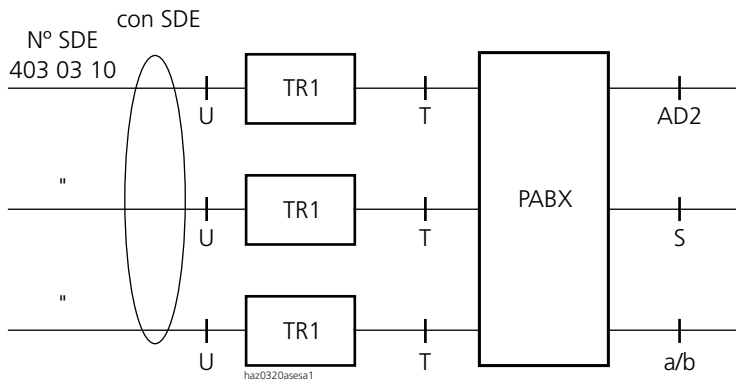 con SDE
Nº SDE
403 03 10
TR1
U
T
AD2
"
TR1
PABX
U
T
S
"
TR1
U
T
a/b
haz0320asesa1